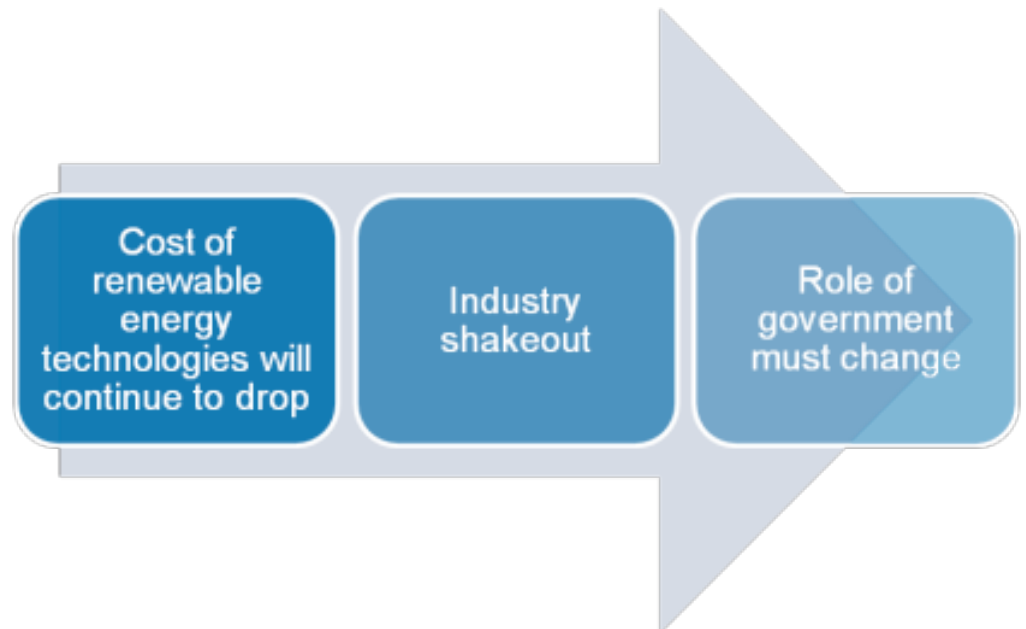 Cost of
renewable
energy
technologies will
continue to drop
Industry
shakeout
Role of
government
must change